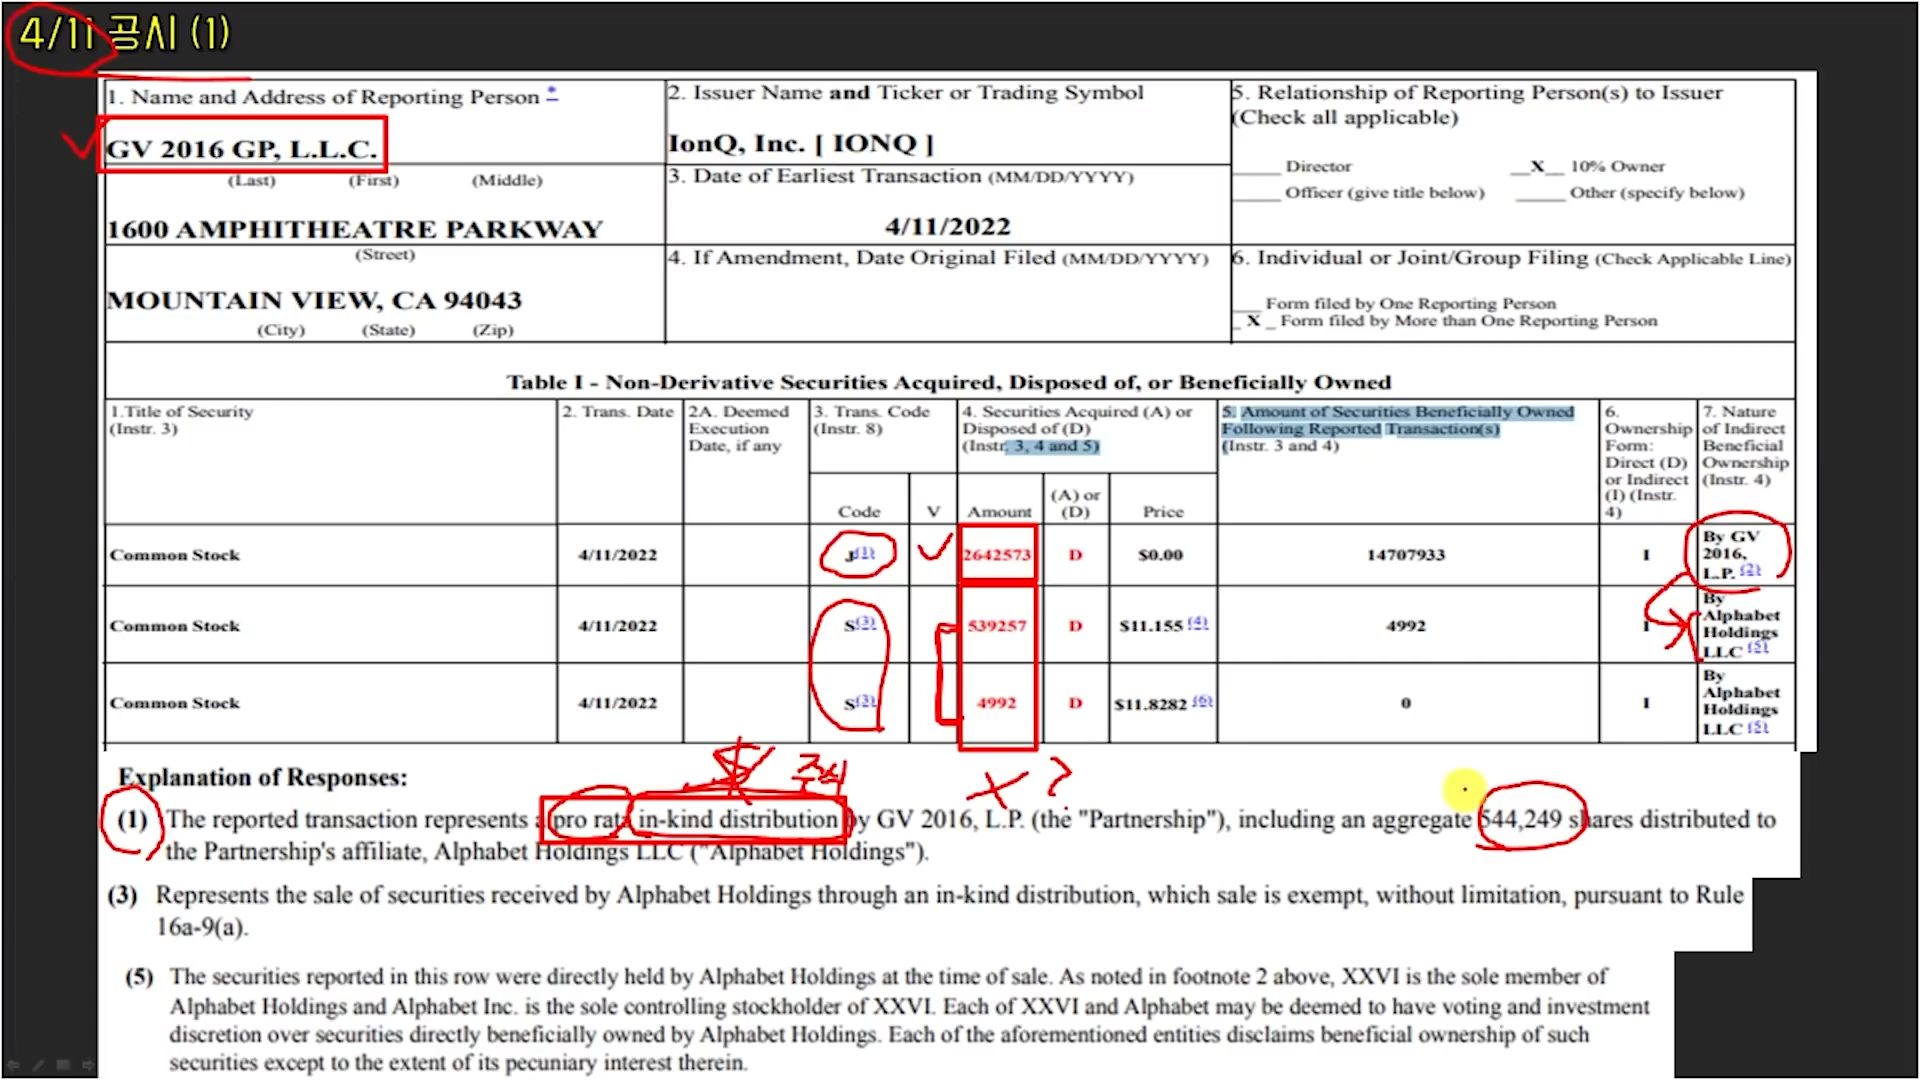 4/11 공시 (1)
1. Name and Address of Reporting Person *
GV 2016 GP, L.L.C.
(Last) (First) (Middle)
1600 AMPHITHEATRE PARKWAY
(Street)
MOUNTAIN VIEW, CA 94043
(City) (State) (Zip)
2. Issuer Name and Ticker or Trading Symbol
IonQ, Inc. [ IONQ ]
3. Date of Earliest Transaction (MM/DD/YYYY)
4/11/2022
4. If Amendment, Date Original Filed (MM/DD/YYYY)
5. Relationship of Reporting Person(s) to Issuer
(Check all applicable)
_____ Director __X__ 10% Owner
_____ Officer (give title below) _____ Other (specify below)
6. Individual or Joint/Group Filing (Check Applicable Line)
___ Form filed by One Reporting Person
_ X _ Form filed by More than One Reporting Person
Table I - Non-Derivative Securities Acquired, Disposed of, or Beneficially Owned
1.Title of Security
(Instr. 3)
2. Trans. Date
2A. Deemed
Execution
Date, if any
3. Trans. Code
(Instr. 8)
4. Securities Acquired (A) or
Disposed of (D)
(Instr. 3, 4 and 5)
5. Amount of Securities Beneficially Owned
Following Reported Transaction(s)
(Instr. 3 and 4)
6.
Ownership
Form:
Direct (D)
or Indirect
(I) (Instr.
4)
7. Nature
of Indirect
Beneficial
Ownership
(Instr. 4)
Code V Amount (A) or (D) Price
Common Stock 4/11/2022 J(1) 2642573 D $0.00 14707933 I By GV 2016, L.P. (2)
Common Stock 4/11/2022 S(3) 539257 D $11.155 (4) 4992 I By Alphabet Holdings LLC (5)
Common Stock 4/11/2022 S(3) 4992 D $11.8282 (6) 0 I By Alphabet Holdings LLC (5)
$ 주식 ?
Explanation of Responses:
(1) The reported transaction represents a pro rata in-kind distribution by GV 2016, L.P. (the "Partnership"), including an aggregate 544,249 shares distributed to
the Partnership's affiliate, Alphabet Holdings LLC ("Alphabet Holdings").
(3) Represents the sale of securities received by Alphabet Holdings through an in-kind distribution, which sale is exempt, without limitation, pursuant to Rule
16a-9(a).
(5) The securities reported in this row were directly held by Alphabet Holdings at the time of sale. As noted in footnote 2 above, XXVI is the sole member of
Alphabet Holdings and Alphabet Inc. is the sole controlling stockholder of XXVI. Each of XXVI and Alphabet may be deemed to have voting and investment
discretion over securities directly beneficially owned by Alphabet Holdings. Each of the aforementioned entities disclaims beneficial ownership of such
securities except to the extent of its pecuniary interest therein.